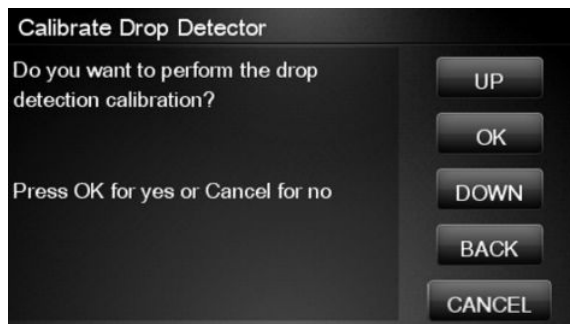 Calibrate Drop Detector
Do you want to perform the drop
detection calibration?
Press OK for yes or Cancel for no
UP
OK
DOWN
BACK
CANCEL